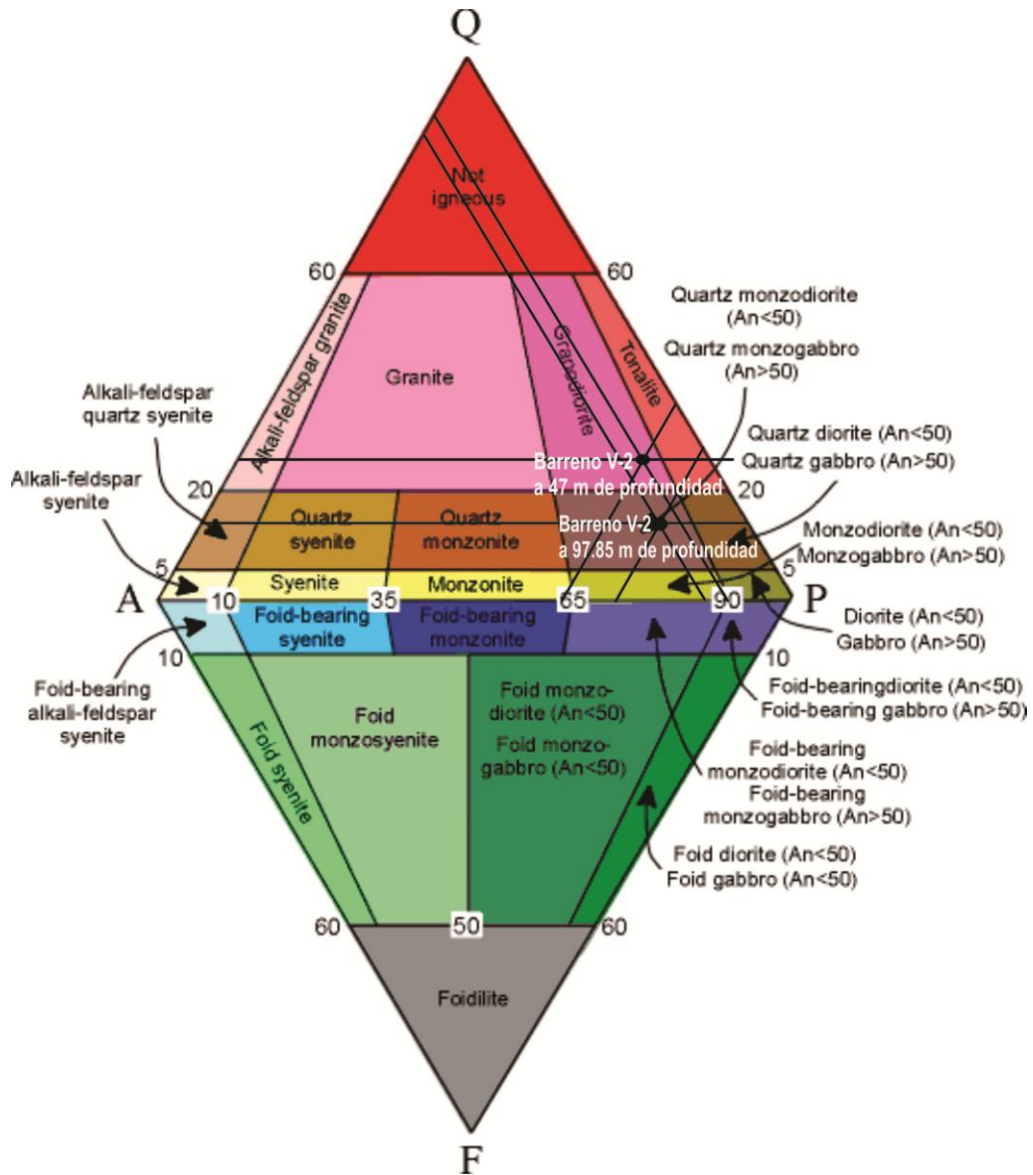 Q
Not
igneous
60
60
Alkali-feldspar granite
Granite
Granodiorite
Tonalite
Quartz monzodiorite
(An<50)
Quartz monzogabbro
(An>50)
Alkali-feldspar
quartz syenite
Quartz diorite (An<50)
Quartz gabbro (An>50)
Barreno V-2
a 47 m de profundidad
Alkali-feldspar
syenite
20
20
Quartz
syenite
Quartz
monzonite
Barreno V-2
a 97.85 m de profundidad
Monzodiorite (An<50)
Monzogabbro (An>50)
5
5
Syenite
Monzonite
A
10
35
65
90
P
Foid-bearing
syenite
Foid-bearing
monzonite
Diorite (An<50)
Gabbro (An>50)
10
10
Foid-bearing
alkali-feldspar
syenite
Foid-bearingdiorite (An<50)
Foid-bearing gabbro (An>50)
Foid syenite
Foid
monzosyenite
Foid monzo-
diorite (An<50)
Foid monzo-
gabbro (An<50)
Foid-bearing
monzodiorite (An<50)
Foid-bearing
monzogabbro (An>50)
Foid diorite (An<50)
Foid gabbro (An<50)
60
50
60
Foidilite
F